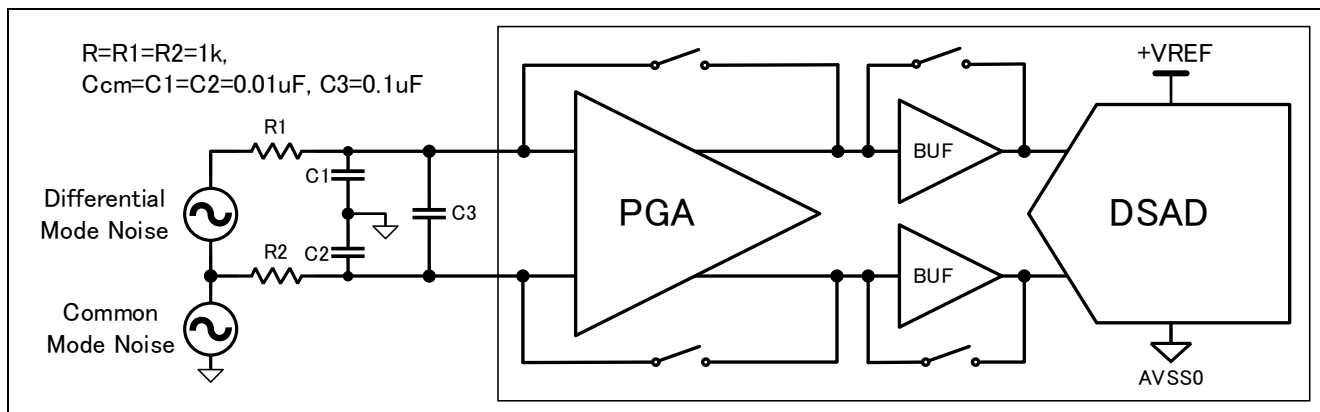 R=R1=R2=1k,
Ccm=C1=C2=0.01uF, C3=0.1uF
+VREF
R1
C1
BUF
Differential
Mode Noise
C3
PGA
DSAD
R2
C2
BUF
Common
Mode Noise
AVSS0